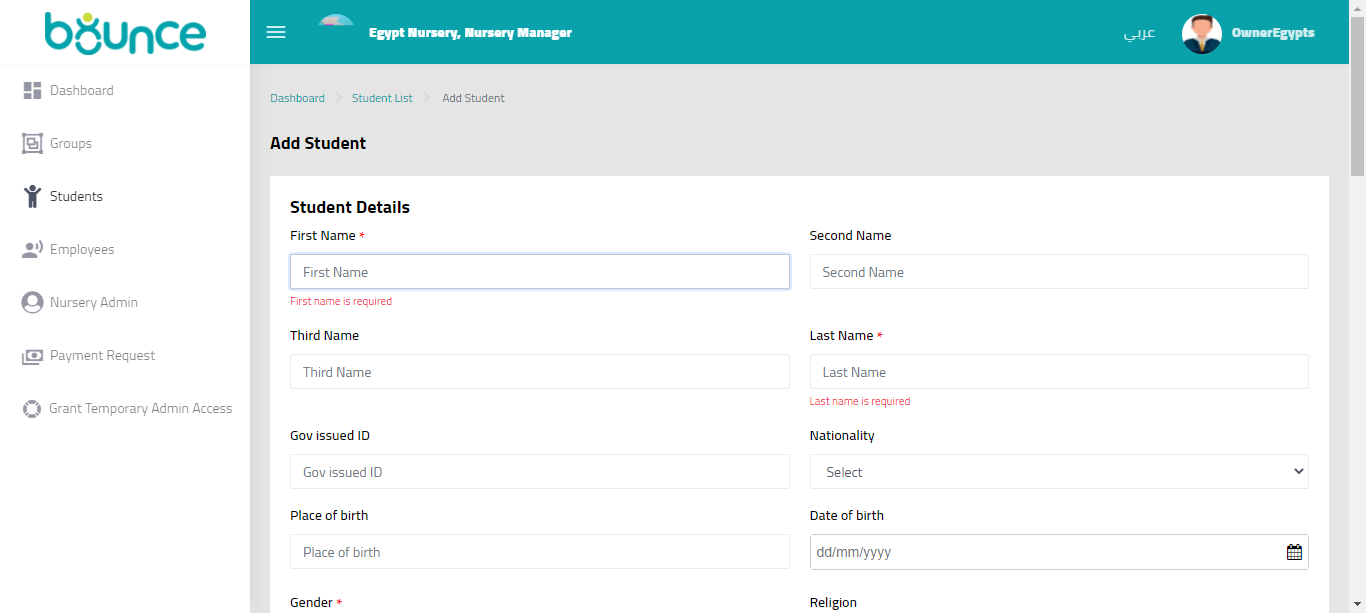 bounce
Egypt Nursery, Nursery Manager
عربي
OwnerEgypts
Dashboard
Groups
Students
Employees
Nursery Admin
Payment Request
Grant Temporary Admin Access
Dashboard > Student List > Add Student
Add Student
Student Details
First Name *
Second Name
First Name
Second Name
First name is required
Third Name
Last Name *
Third Name
Last Name
Last name is required
Gov issued ID
Nationality
Gov issued ID
Select
Place of birth
Date of birth
Place of birth
dd/mm/yyyy
Gender *
Religion